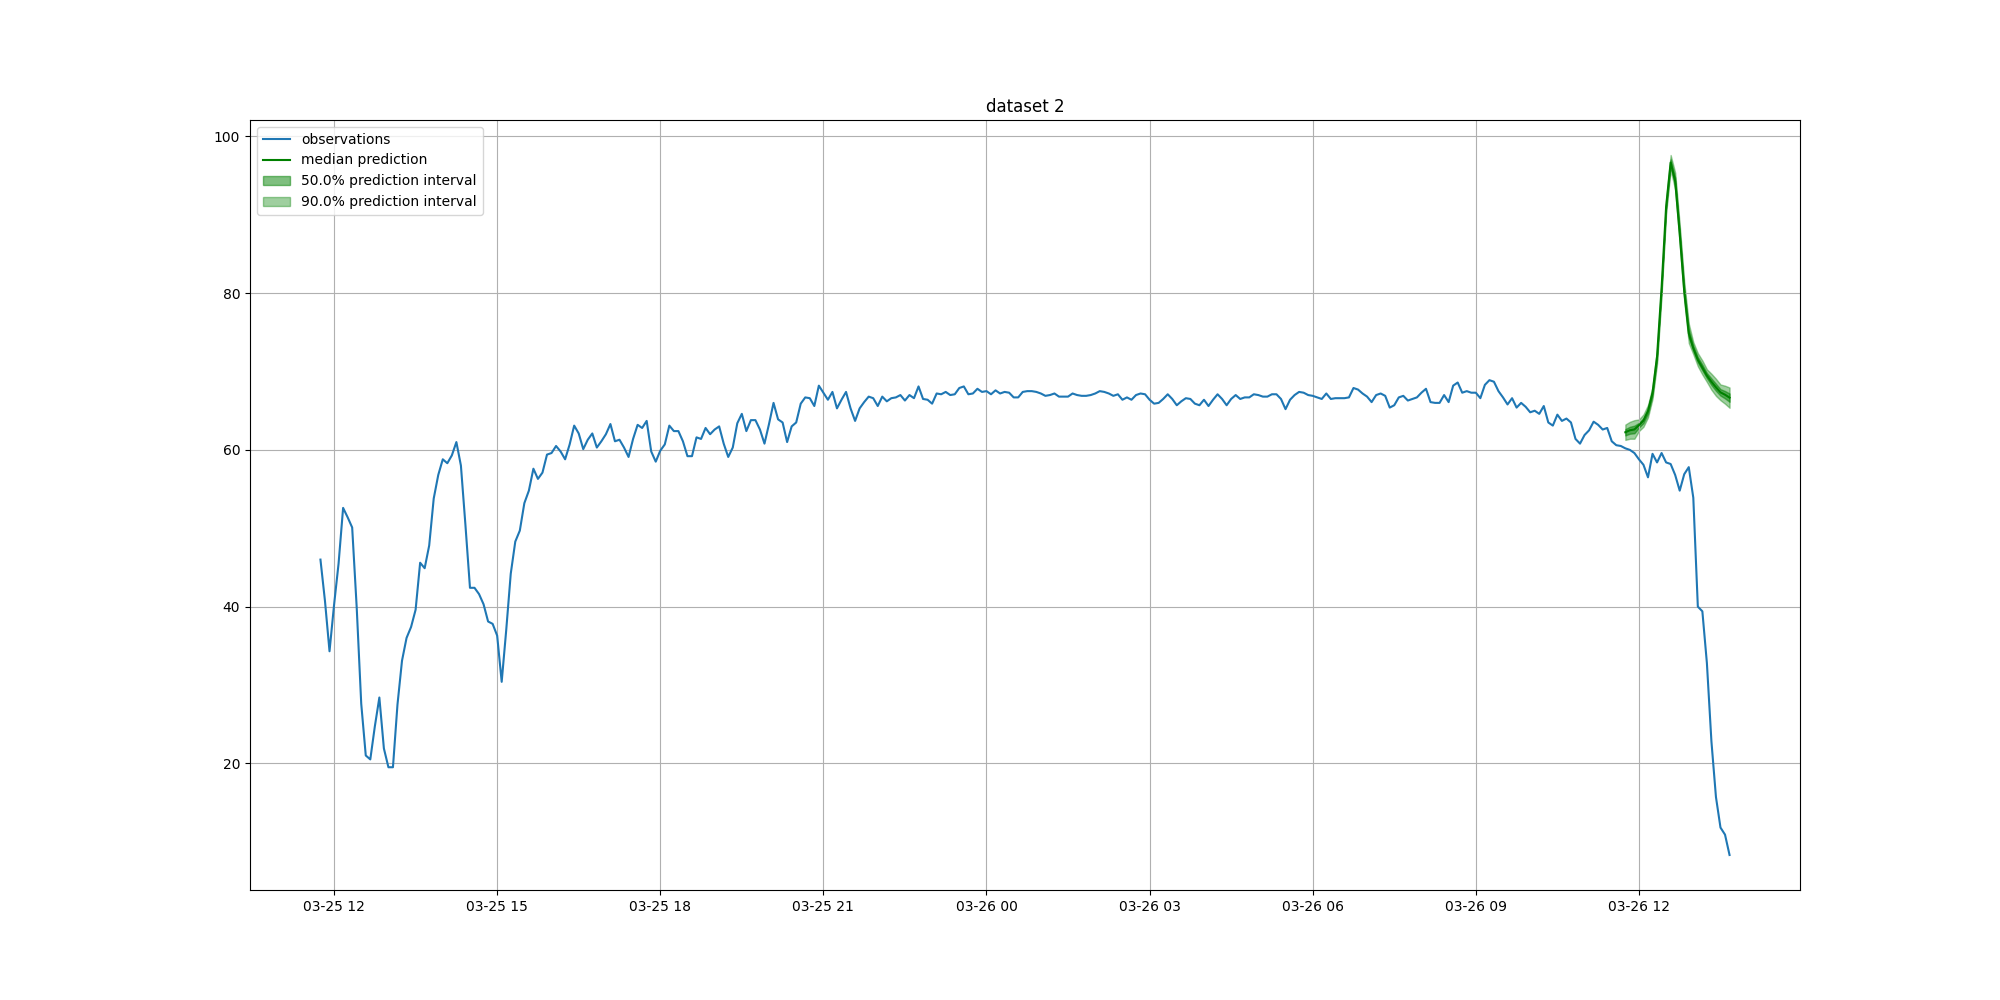 dataset 2
observations
median prediction
50.0% prediction interval
90.0% prediction interval
100
80
60
40
20
03-25 12
03-25 15
03-25 18
03-25 21
03-26 00
03-26 03
03-26 06
03-26 09
03-26 12